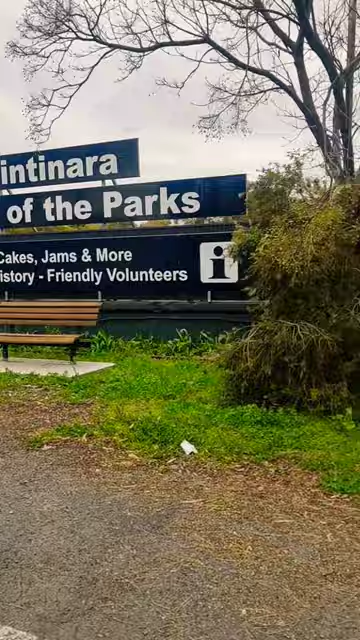 intinara
of the Parks
Cakes, Jams & More
istory - Friendly Volunteers
i